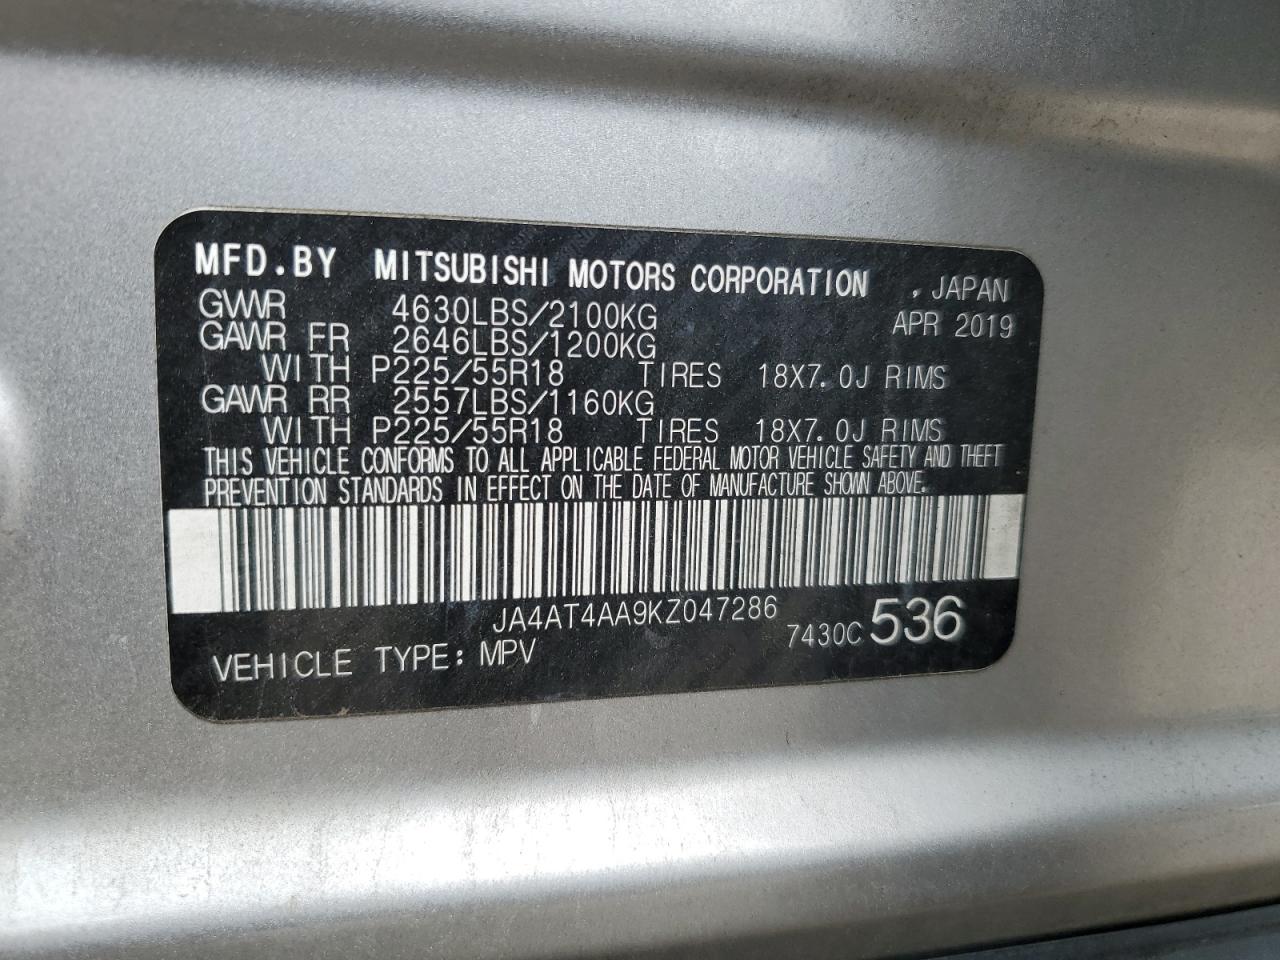 MFD.BY MITSUBISHI MOTORS CORPORATION , JAPAN
GVWR 4630LBS/2100KG APR 2019
GAWR FR 2646LBS/1200KG
WITH P225/55R18 TIRES 18X7.0J RIMS
GAWR RR 2557LBS/1160KG
WITH P225/55R18 TIRES 18X7.0J RIMS
THIS VEHICLE CONFORMS TO ALL APPLICABLE FEDERAL MOTOR VEHICLE SAFETY AND THEFT
PREVENTION STANDARDS IN EFFECT ON THE DATE OF MANUFACTURE SHOWN ABOVE.
JA4AT4AA9KZ047286
VEHICLE TYPE: MPV 7430C 536